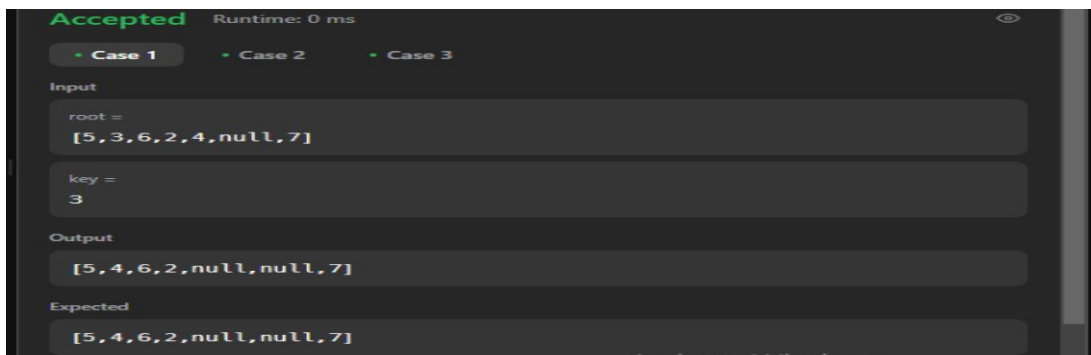 Accepted Runtime: 0 ms
Case 1 Case 2 Case 3
Input
root =
[5,3,6,2,4,null,7]
key =
3
Output
[5,4,6,2,null,null,7]
Expected
[5,4,6,2,null,null,7]